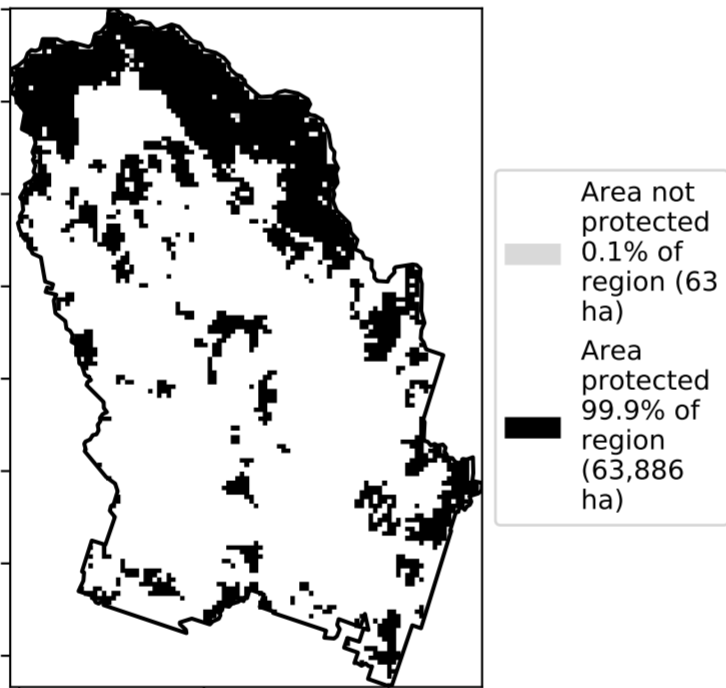 Area not
protected
0.1% of
region (63
ha)
Area
protected
99.9% of
region
(63,886
ha)